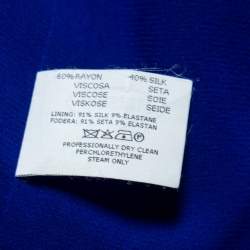 60% RAYON 40% SILK
VISCOSA SETA
VISCOSE SOIE
VISKOSE SEIDE
LINING: 91% SILK 9% ELASTANE
FODERA: 91% SETA 9% ELASTAN
PROFESSIONALLY DRY CLEAN
PERCHLORETHYLENE
STEAM ONLY